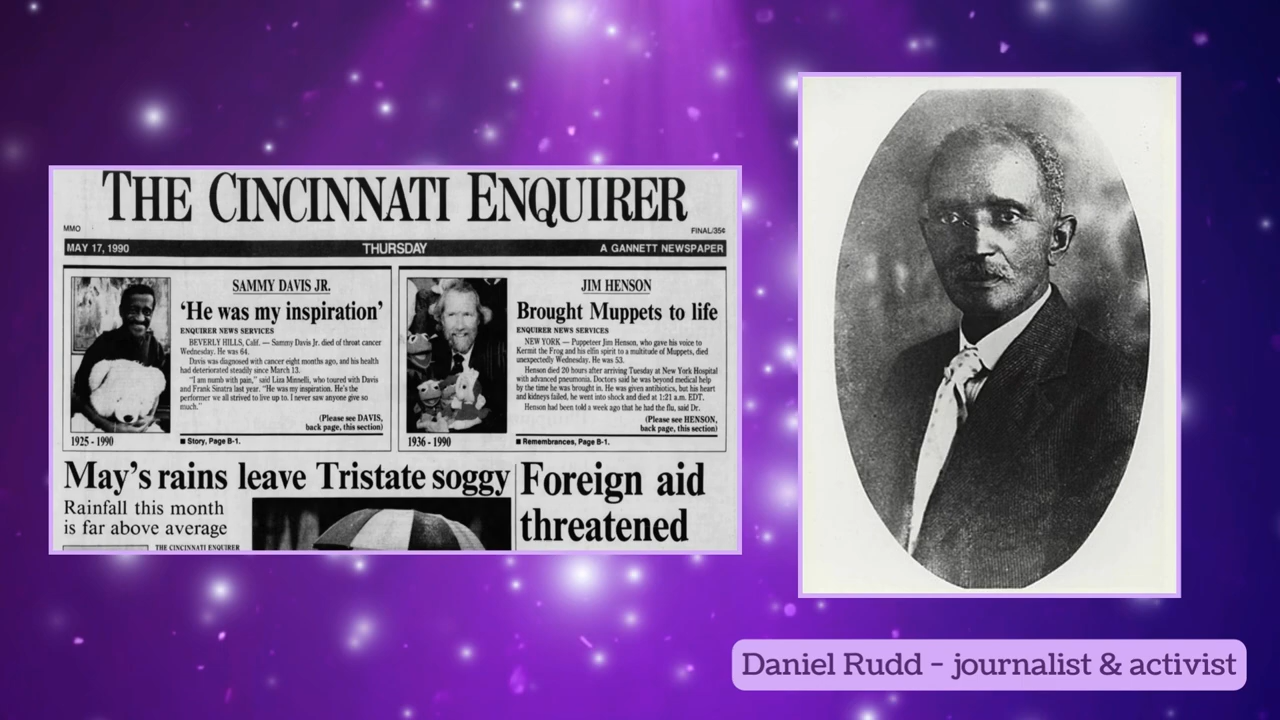 THE CINCINNATI ENQUIRER
MMO
FINAL/35¢
MAY 17, 1990
THURSDAY
A GANNETT NEWSPAPER
SAMMY DAVIS JR.
‘He was my inspiration’
ENQUIRER NEWS SERVICES
BEVERLY HILLS, Calif. — Sammy Davis Jr. died of throat cancer
Wednesday. He was 64.
Davis was diagnosed with cancer eight months ago, and his health
had deteriorated steadily since March 13.
“I am numb with pain,” said Liza Minnelli, who toured with Davis
and Frank Sinatra last year. “He was my inspiration. He's the
performer we all strived to live up to. I never saw anyone give so
much.”
(Please see DAVIS,
back page, this section)
1925 - 1990
■ Story, Page B-1.
JIM HENSON
Brought Muppets to life
ENQUIRER NEWS SERVICES
NEW YORK — Puppeteer Jim Henson, who gave his voice to
Kermit the Frog and his elfin spirit to a multitude of Muppets, died
unexpectedly Wednesday. He was 53.
Henson died 20 hours after arriving Tuesday at New York Hospital
with advanced pneumonia. Doctors said he was beyond medical help
by the time he was brought in. He was given antibiotics, but his heart
and kidneys failed, he went into shock and died at 1:21 a.m. EDT.
Henson had been told a week ago that he had the flu, said Dr.
(Please see HENSON,
back page, this section)
1936 - 1990
■ Remembrances, Page B-1.
May's rains leave Tristate soggy
Rainfall this month
is far above average
THE CINCINNATI ENQUIRER
Foreign aid
threatened
Daniel Rudd - journalist & activist